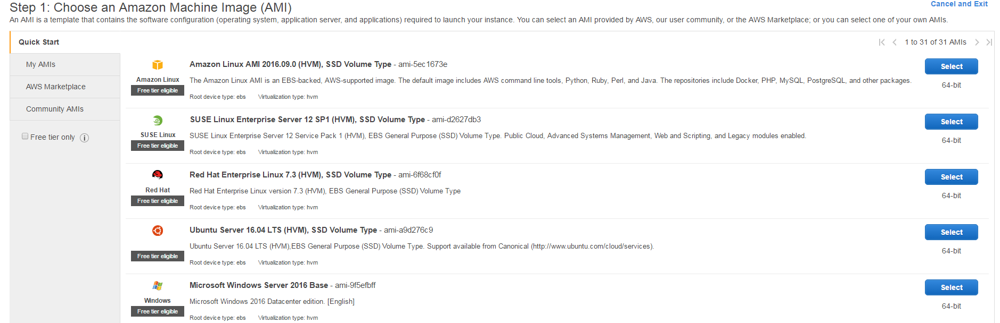 Step 1: Choose an Amazon Machine Image (AMI)
Cancel and Exit
An AMI is a template that contains the software configuration (operating system, application server, and applications) required to launch your instance. You can select an AMI provided by AWS, our user community, or the AWS Marketplace; or you can select one of your own AMIs.
Quick Start
1 to 31 of 31 AMIs
My AMIs
AWS Marketplace
Community AMIs
Free tier only
Amazon Linux
Free tier eligible
Amazon Linux AMI 2016.09.0 (HVM), SSD Volume Type - ami-5ec1673e
The Amazon Linux AMI is an EBS-backed, AWS-supported image. The default image includes AWS command line tools, Python, Ruby, Perl, and Java. The repositories include Docker, PHP, MySQL, PostgreSQL, and other packages.
Root device type: ebs Virtualization type: hvm
Select
64-bit
SUSE Linux
Free tier eligible
SUSE Linux Enterprise Server 12 SP1 (HVM), SSD Volume Type - ami-d2627db3
SUSE Linux Enterprise Server 12 Service Pack 1 (HVM), EBS General Purpose (SSD) Volume Type. Public Cloud, Advanced Systems Management, Web and Scripting, and Legacy modules enabled.
Root device type: ebs Virtualization type: hvm
Select
64-bit
Red Hat
Free tier eligible
Red Hat Enterprise Linux 7.3 (HVM), SSD Volume Type - ami-6f68cf0f
Red Hat Enterprise Linux version 7.3 (HVM), EBS General Purpose (SSD) Volume Type
Root device type: ebs Virtualization type: hvm
Select
64-bit
Free tier eligible
Ubuntu Server 16.04 LTS (HVM), SSD Volume Type - ami-a9d276c9
Ubuntu Server 16.04 LTS (HVM),EBS General Purpose (SSD) Volume Type. Support available from Canonical (http://www.ubuntu.com/cloud/services).
Root device type: ebs Virtualization type: hvm
Select
64-bit
Windows
Free tier eligible
Microsoft Windows Server 2016 Base - ami-9f5efbff
Microsoft Windows 2016 Datacenter edition. [English]
Root device type: ebs Virtualization type: hvm
Select
64-bit